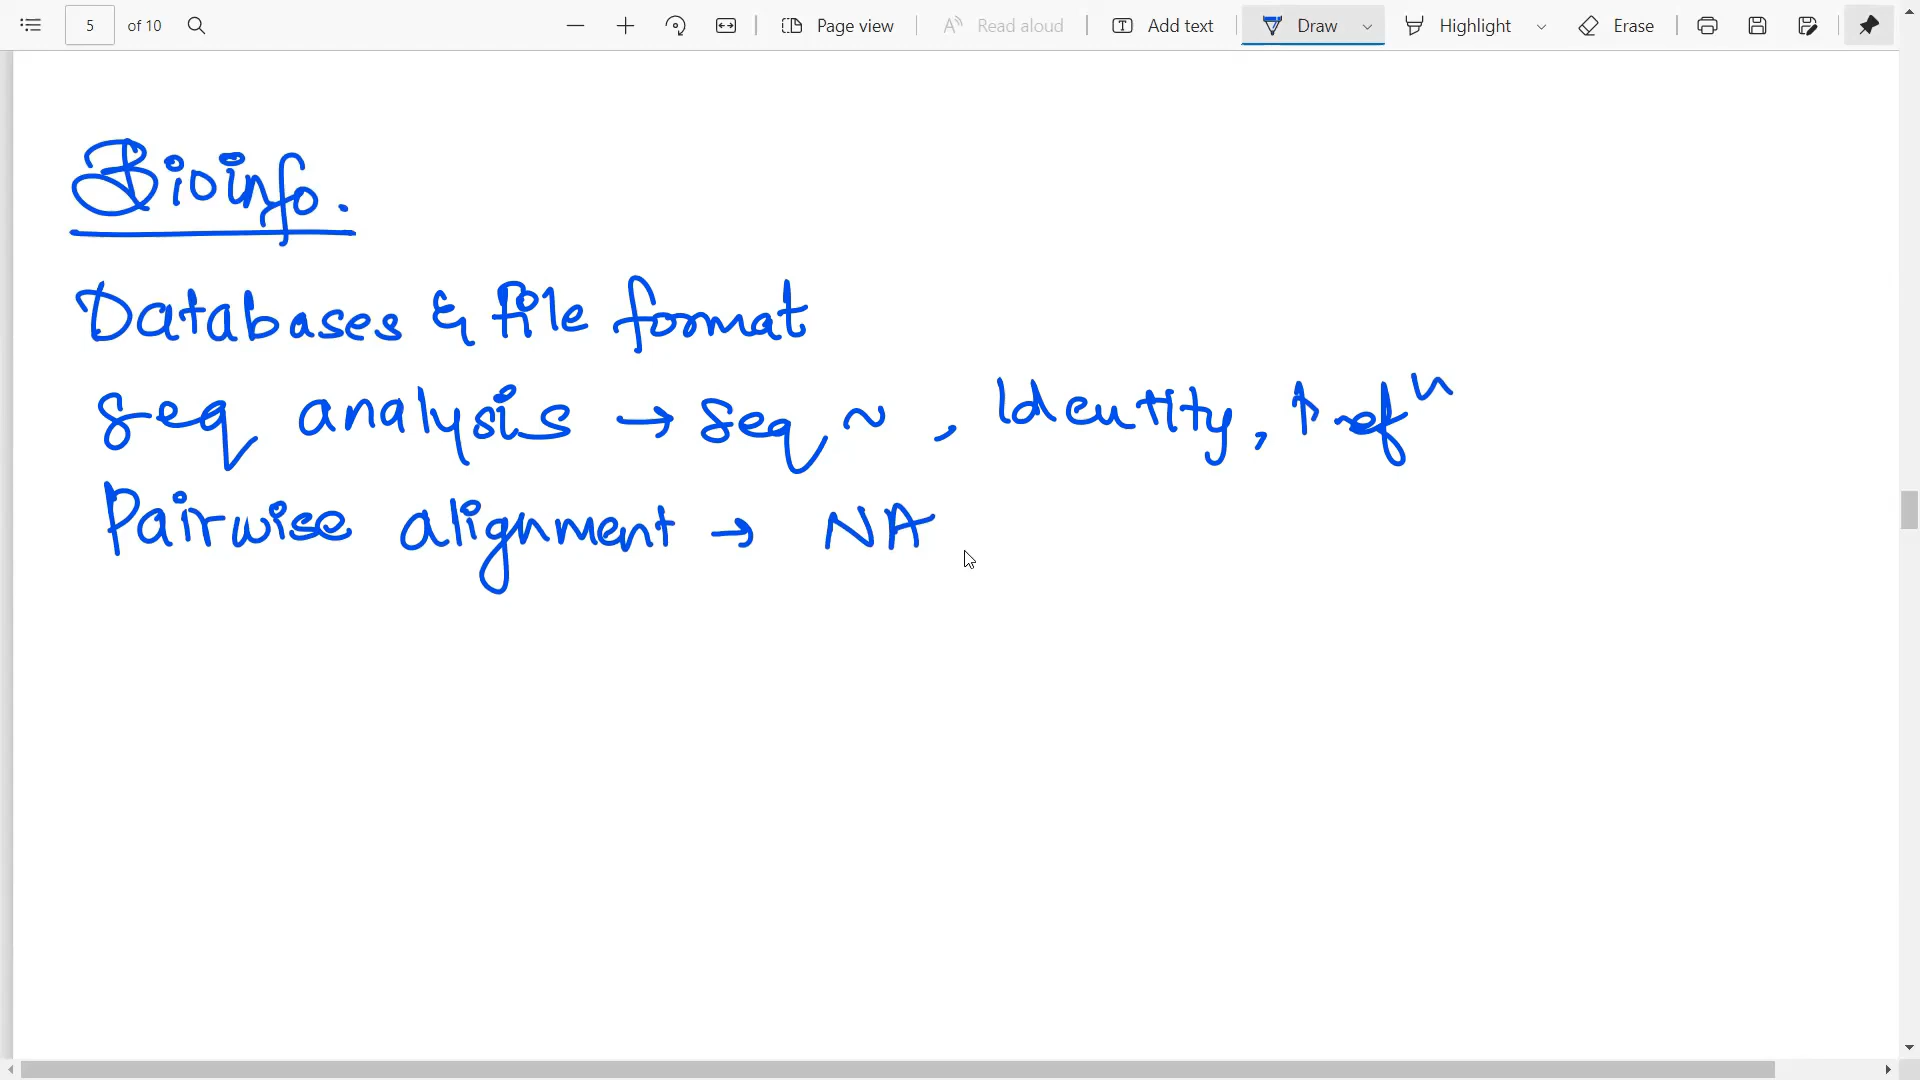 5 of 10 Page view Read aloud Add text Draw Highlight Erase
Bioinfo.
Databases & file format
Seq analysis → Seq ~ , Identity,
Pairwise alignment → NA